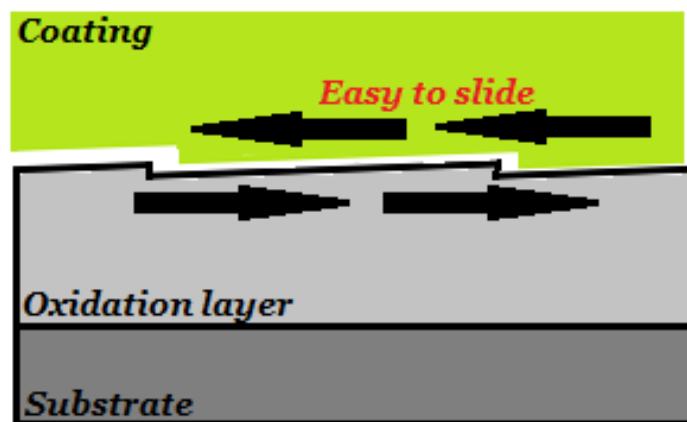 Coating
Easy to slide
Oxidation layer
Substrate